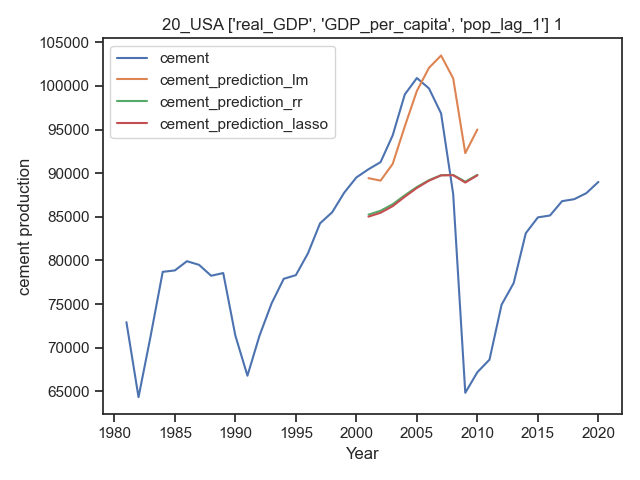 20_USA ['real_GDP', 'GDP_per_capita', 'pop_lag_1'] 1
105000
100000
95000
90000
85000
80000
75000
70000
65000
cement production
cement
cement_prediction_lm
cement_prediction_rr
cement_prediction_lasso
1980
1985
1990
1995
2000
2005
2010
2015
2020
Year